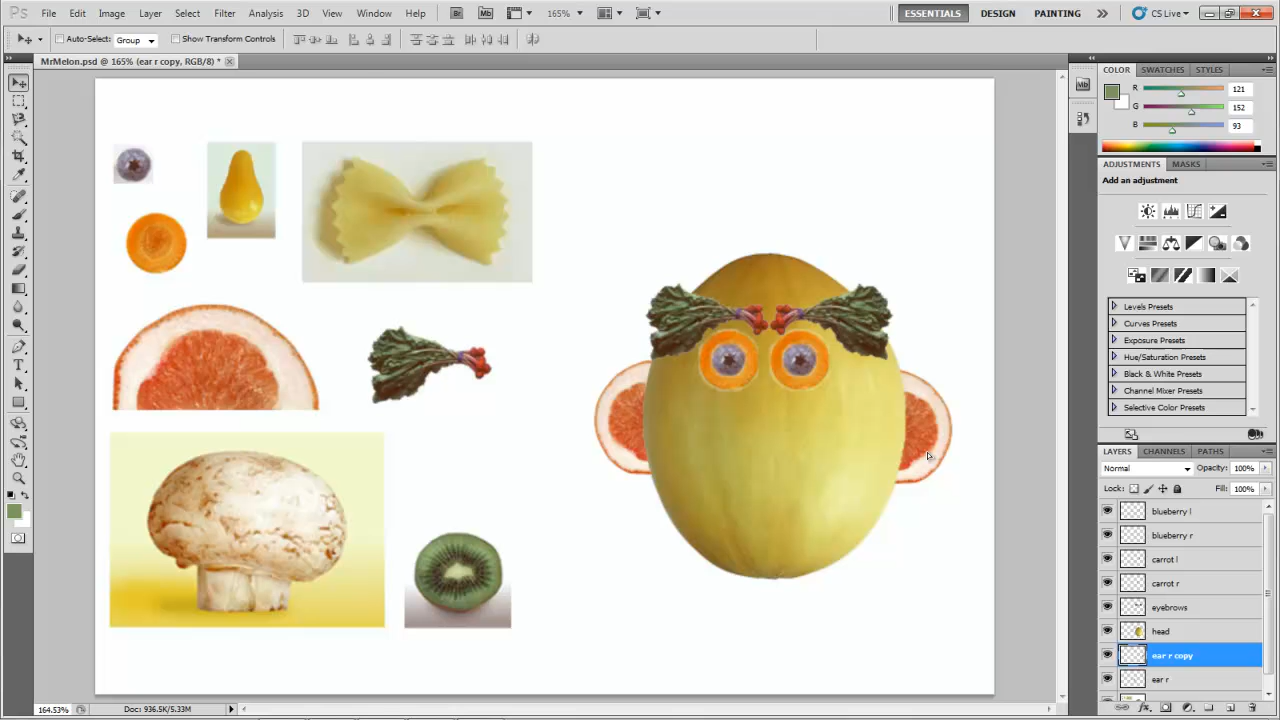 Ps File Edit Image Layer Select Filter Analysis 3D View Window Help Br Mb 165% ESSENTIALS DESIGN PAINTING CS Live
Auto-Select: Group Show Transform Controls
MrMelon.psd @ 165% (ear r copy, RGB/8) *
COLOR SWATCHES STYLES
R 121
G 152
B 93
ADJUSTMENTS MASKS
Add an adjustment
Levels Presets
Curves Presets
Exposure Presets
Hue/Saturation Presets
Black & White Presets
Channel Mixer Presets
Selective Color Presets
LAYERS CHANNELS PATHS
Normal Opacity: 100%
Lock: Fill: 100%
blueberry l
blueberry r
carrot l
carrot r
eyebrows
head
ear r copy
ear r
164.53% Doc: 936.5K/5.33M